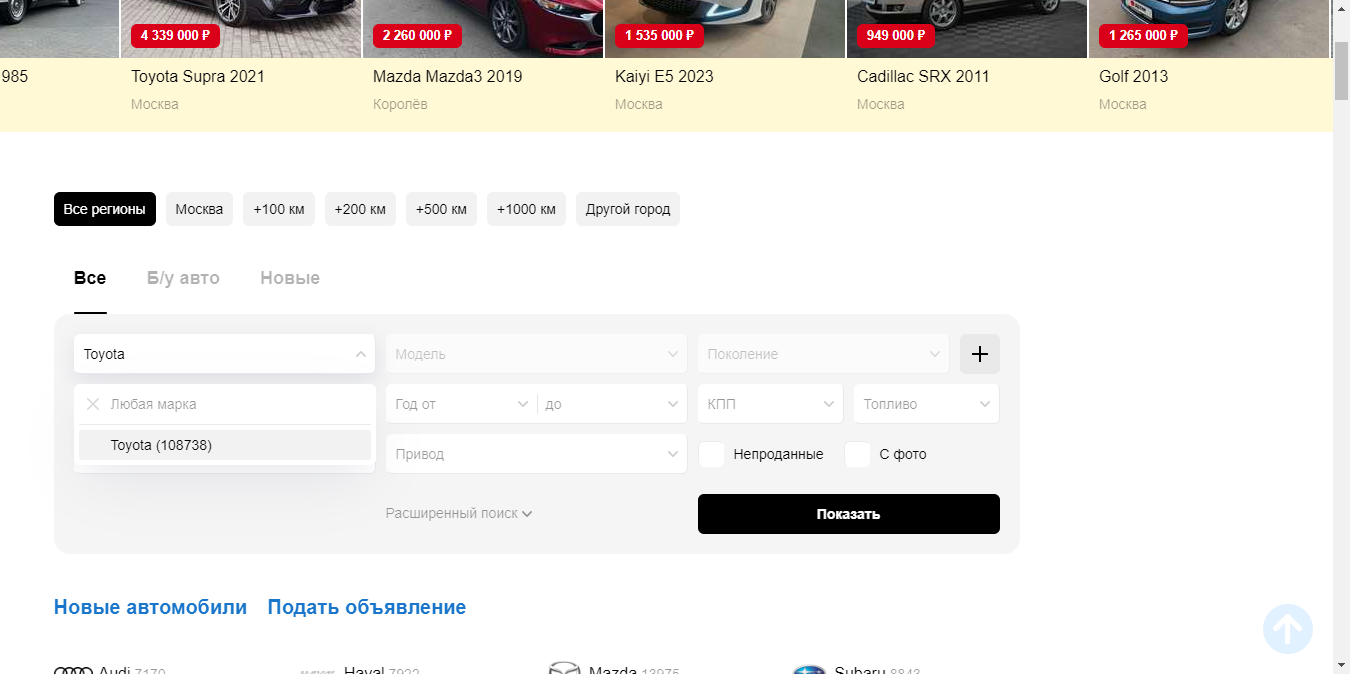 4 339 000 ₽
2 260 000 ₽
1 535 000 ₽
949 000 ₽
1 265 000 ₽
985
Toyota Supra 2021
Mazda Mazda3 2019
Kaiyi E5 2023
Cadillac SRX 2011
Golf 2013
Москва
Королёв
Москва
Москва
Москва
Все регионы
Москва
+100 км
+200 км
+500 км
+1000 км
Другой город
Все
Б/у авто
Новые
Toyota
Модель
Поколение
Любая марка
Год от
до
КПП
Топливо
Toyota (108738)
Привод
Непроданные
С фото
Расширенный поиск
Показать
Новые автомобили
Подать объявление
Audi 7170
Haval 7922
Mazda 13975
Subaru 8843